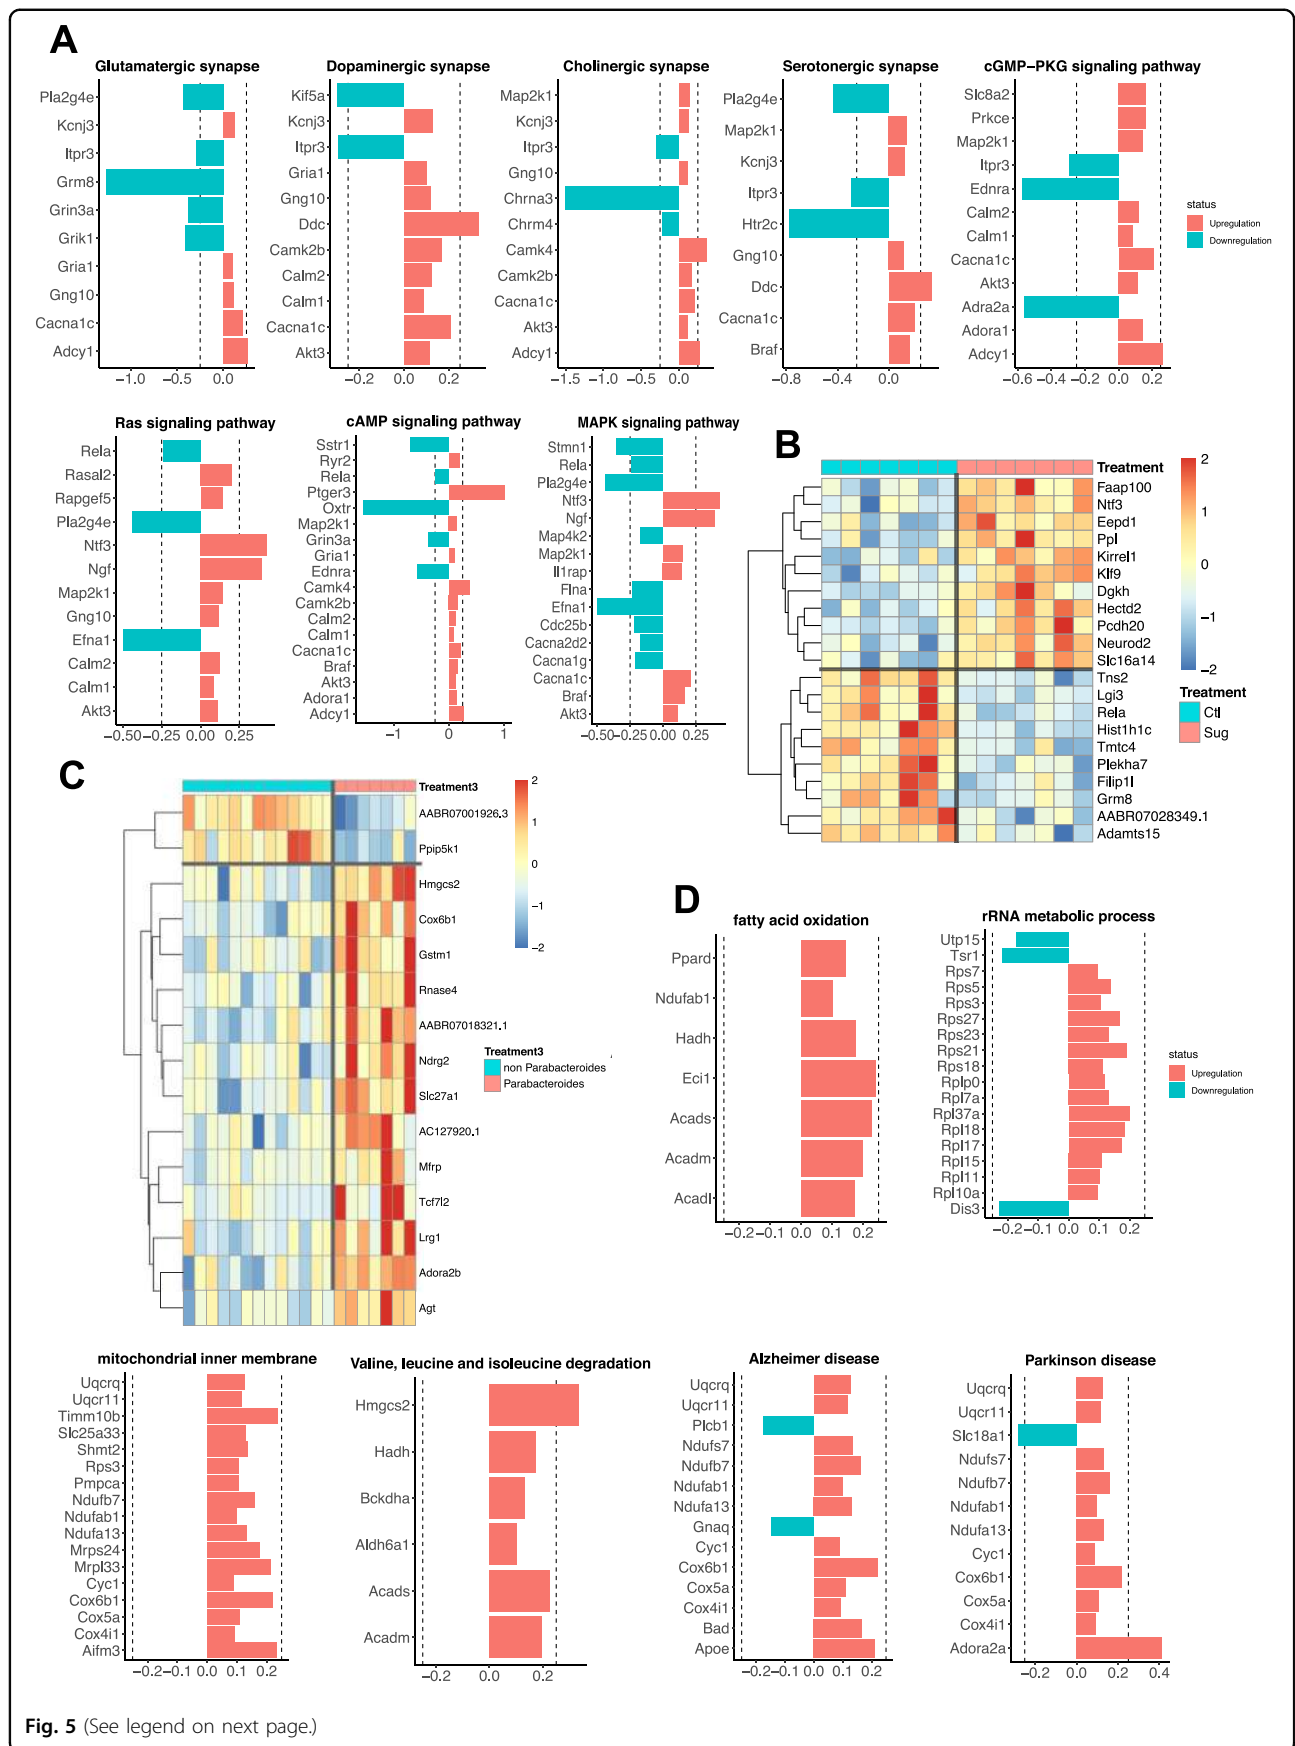 A
Glutamatergic synapse
Pla2g4e
Kcnj3
Itpr3
Grm8
Grin3a
Grik1
Gria1
Gng10
Cacna1c
Adcy1
−1.0 −0.5 0.0
Dopaminergic synapse
Kif5a
Kcnj3
Itpr3
Gria1
Gng10
Ddc
Camk2b
Calm2
Calm1
Cacna1c
Akt3
−0.2 0.0 0.2
Cholinergic synapse
Map2k1
Kcnj3
Itpr3
Gng10
Chrna3
Chrm4
Camk4
Camk2b
Cacna1c
Akt3
Adcy1
−1.5 −1.0 −0.5 0.0
Serotonergic synapse
Pla2g4e
Map2k1
Kcnj3
Itpr3
Htr2c
Gng10
Ddc
Cacna1c
Braf
−0.8 −0.4 0.0
cGMP−PKG signaling pathway
Slc8a2
Prkce
Map2k1
Itpr3
Ednra
Calm2
Calm1
Cacna1c
Akt3
Adra2a
Adora1
Adcy1
−0.6 −0.4 −0.2 0.0 0.2
status
Upregulation
Downregulation
Ras signaling pathway
Rela
Rasal2
Rapgef5
Pla2g4e
Ntf3
Ngf
Map2k1
Gng10
Efna1
Calm2
Calm1
Akt3
−0.50 −0.25 0.00 0.25
cAMP signaling pathway
Sstr1
Ryr2
Rela
Ptger3
Oxtr
Map2k1
Grin3a
Gria1
Ednra
Camk4
Camk2b
Calm2
Calm1
Cacna1c
Braf
Akt3
Adora1
Adcy1
−1 0 1
MAPK signaling pathway
Stmn1
Rela
Pla2g4e
Ntf3
Ngf
Map4k2
Map2k1
Il1rap
Flna
Efna1
Cdc25b
Cacna2d2
Cacna1g
Cacna1c
Braf
Akt3
−0.50 −0.25 0.00 0.25
B
Treatment
Faap100
Ntf3
Eepd1
Ppl
Kirrel1
Klf9
Dgkh
Hectd2
Pcdh20
Neurod2
Slc16a14
Tns2
Lgi3
Rela
Hist1h1c
Tmtc4
Plekha7
Filip1l
Grm8
AABR07028349.1
Adamts15
2
1
0
−1
−2
Treatment
Ctl
Sug
C
Treatment3
AABR07001926.3
Ppip5k1
Hmgcs2
Cox6b1
Gstm1
Rnase4
AABR07018321.1
Ndrg2
Slc27a1
AC127920.1
Mfrp
Tcf7l2
Lrg1
Adora2b
Agt
2
1
0
−1
−2
Treatment3
non Parabacteroides
Parabacteroides
D
fatty acid oxidation
Ppard
Ndufab1
Hadh
Eci1
Acads
Acadm
Acadl
−0.2 −0.1 0.0 0.1 0.2
rRNA metabolic process
Utp15
Tsr1
Rps7
Rps5
Rps3
Rps27
Rps23
Rps21
Rps18
Rplp0
Rpl7a
Rpl37a
Rpl18
Rpl17
Rpl15
Rpl11
Rpl10a
Dis3
−0.2 −0.1 0.0 0.1 0.2
status
Upregulation
Downregulation
mitochondrial inner membrane
Uqcrq
Uqcr11
Timm10b
Slc25a33
Shmt2
Rps3
Pmpca
Ndufb7
Ndufab1
Ndufa13
Mrps24
Mrpl33
Cyc1
Cox6b1
Cox5a
Cox4i1
Aifm3
−0.2 −0.1 0.0 0.1 0.2
Valine, leucine and isoleucine degradation
Hmgcs2
Hadh
Bckdha
Aldh6a1
Acads
Acadm
−0.2 0.0 0.2
Alzheimer disease
Uqcrq
Uqcr11
Plcb1
Ndufs7
Ndufb7
Ndufab1
Ndufa13
Gnaq
Cyc1
Cox6b1
Cox5a
Cox4i1
Bad
Apoe
−0.2 −0.1 0.0 0.1 0.2
Parkinson disease
Uqcrq
Uqcr11
Slc18a1
Ndufs7
Ndufb7
Ndufab1
Ndufa13
Cyc1
Cox6b1
Cox5a
Cox4i1
Adora2a
−0.2 0.0 0.2 0.4
Fig. 5 (See legend on next page.)